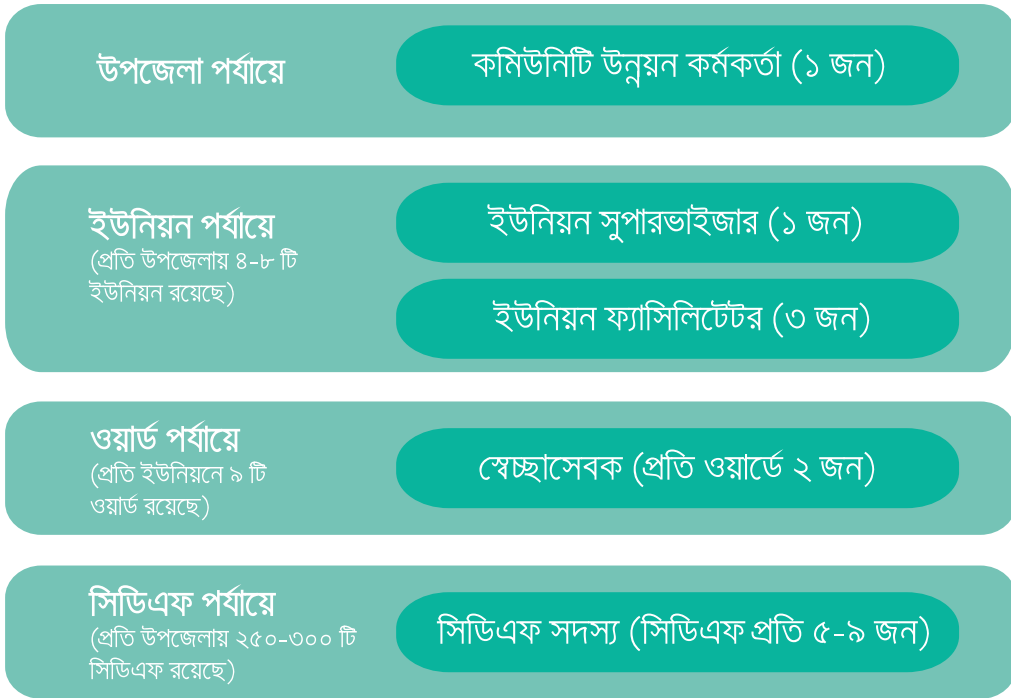 উপজেলা পর্যায়ে
কমিউনিটি উন্নয়ন কর্মকর্তা (১ জন)
ইউনিয়ন পর্যায়ে
(প্রতি উপজেলায় ৪-৮ টি
ইউনিয়ন রয়েছে)
ইউনিয়ন সুপারভাইজার (১ জন)
ইউনিয়ন ফ্যাসিলিটেটর (৩ জন)
ওয়ার্ড পর্যায়ে
(প্রতি ইউনিয়নে ৯ টি
ওয়ার্ড রয়েছে)
স্বেচ্ছাসেবক (প্রতি ওয়ার্ডে ২ জন)
সিডিএফ পর্যায়ে
(প্রতি উপজেলায় ২৫০-৩০০ টি
সিডিএফ রয়েছে)
সিডিএফ সদস্য (সিডিএফ প্রতি ৫-৯ জন)